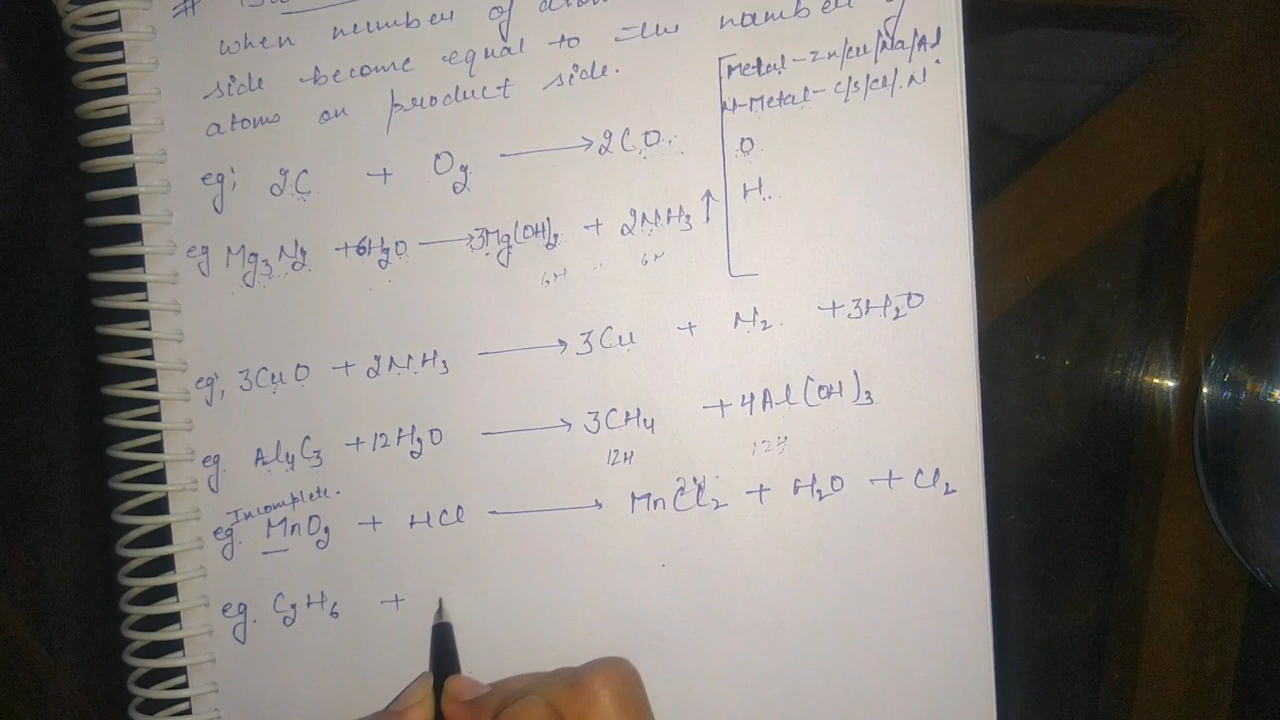 #
when number of atom
side become equal to the number of
atoms on product side.
[Metal - Zn/Cu/Na/Al
N-Metal - C/S/Cl/N
O
H
eg; 2C + O2 → 2CO
eg Mg3N2 + 6H2O → 3Mg(OH)2 + 2NH3 ↑
6H 6H
eg; 3CuO + 2NH3 → 3Cu + N2 + 3H2O
eg. Al4C3 + 12H2O → 3CH4 + 4Al(OH)3
12H 12H
Incomplete.
eg. MnO2 + HCl → MnCl2 + H2O + Cl2
eg. C2H6 +